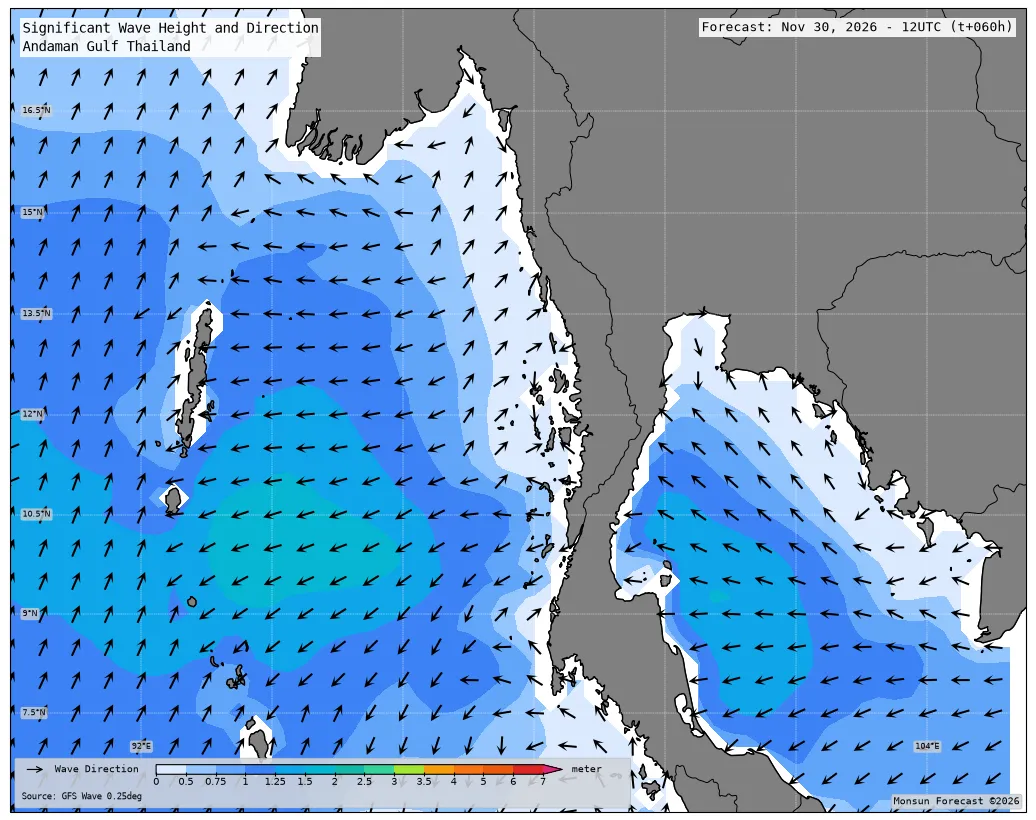 Significant Wave Height and Direction
Andaman Gulf Thailand
Forecast: Nov 30, 2026 - 12UTC (t+060h)
16.5°N
15°N
13.5°N
12°N
10.5°N
9°N
7.5°N
92°E
104°E
Wave Direction
meter
0.5 0.75 1 1.25 1.5 2 2.5 3 3.5 4 5 6 7
Source: GFS Wave 0.25deg
Monsun Forecast ©2026